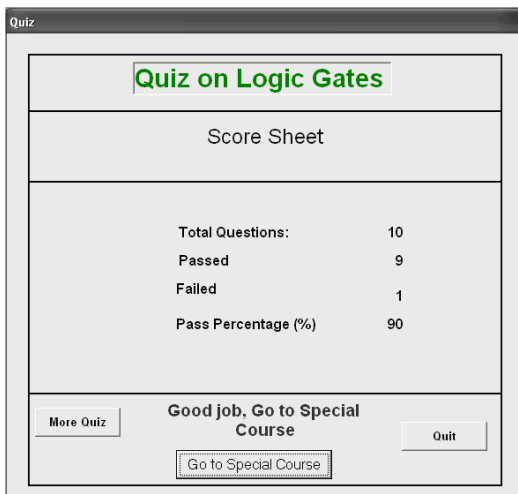 Quiz
Quiz on Logic Gates
Score Sheet
Total Questions: 10
Passed 9
Failed 1
Pass Percentage (%) 90
Good job, Go to Special
Course
More Quiz
Quit
Go to Special Course